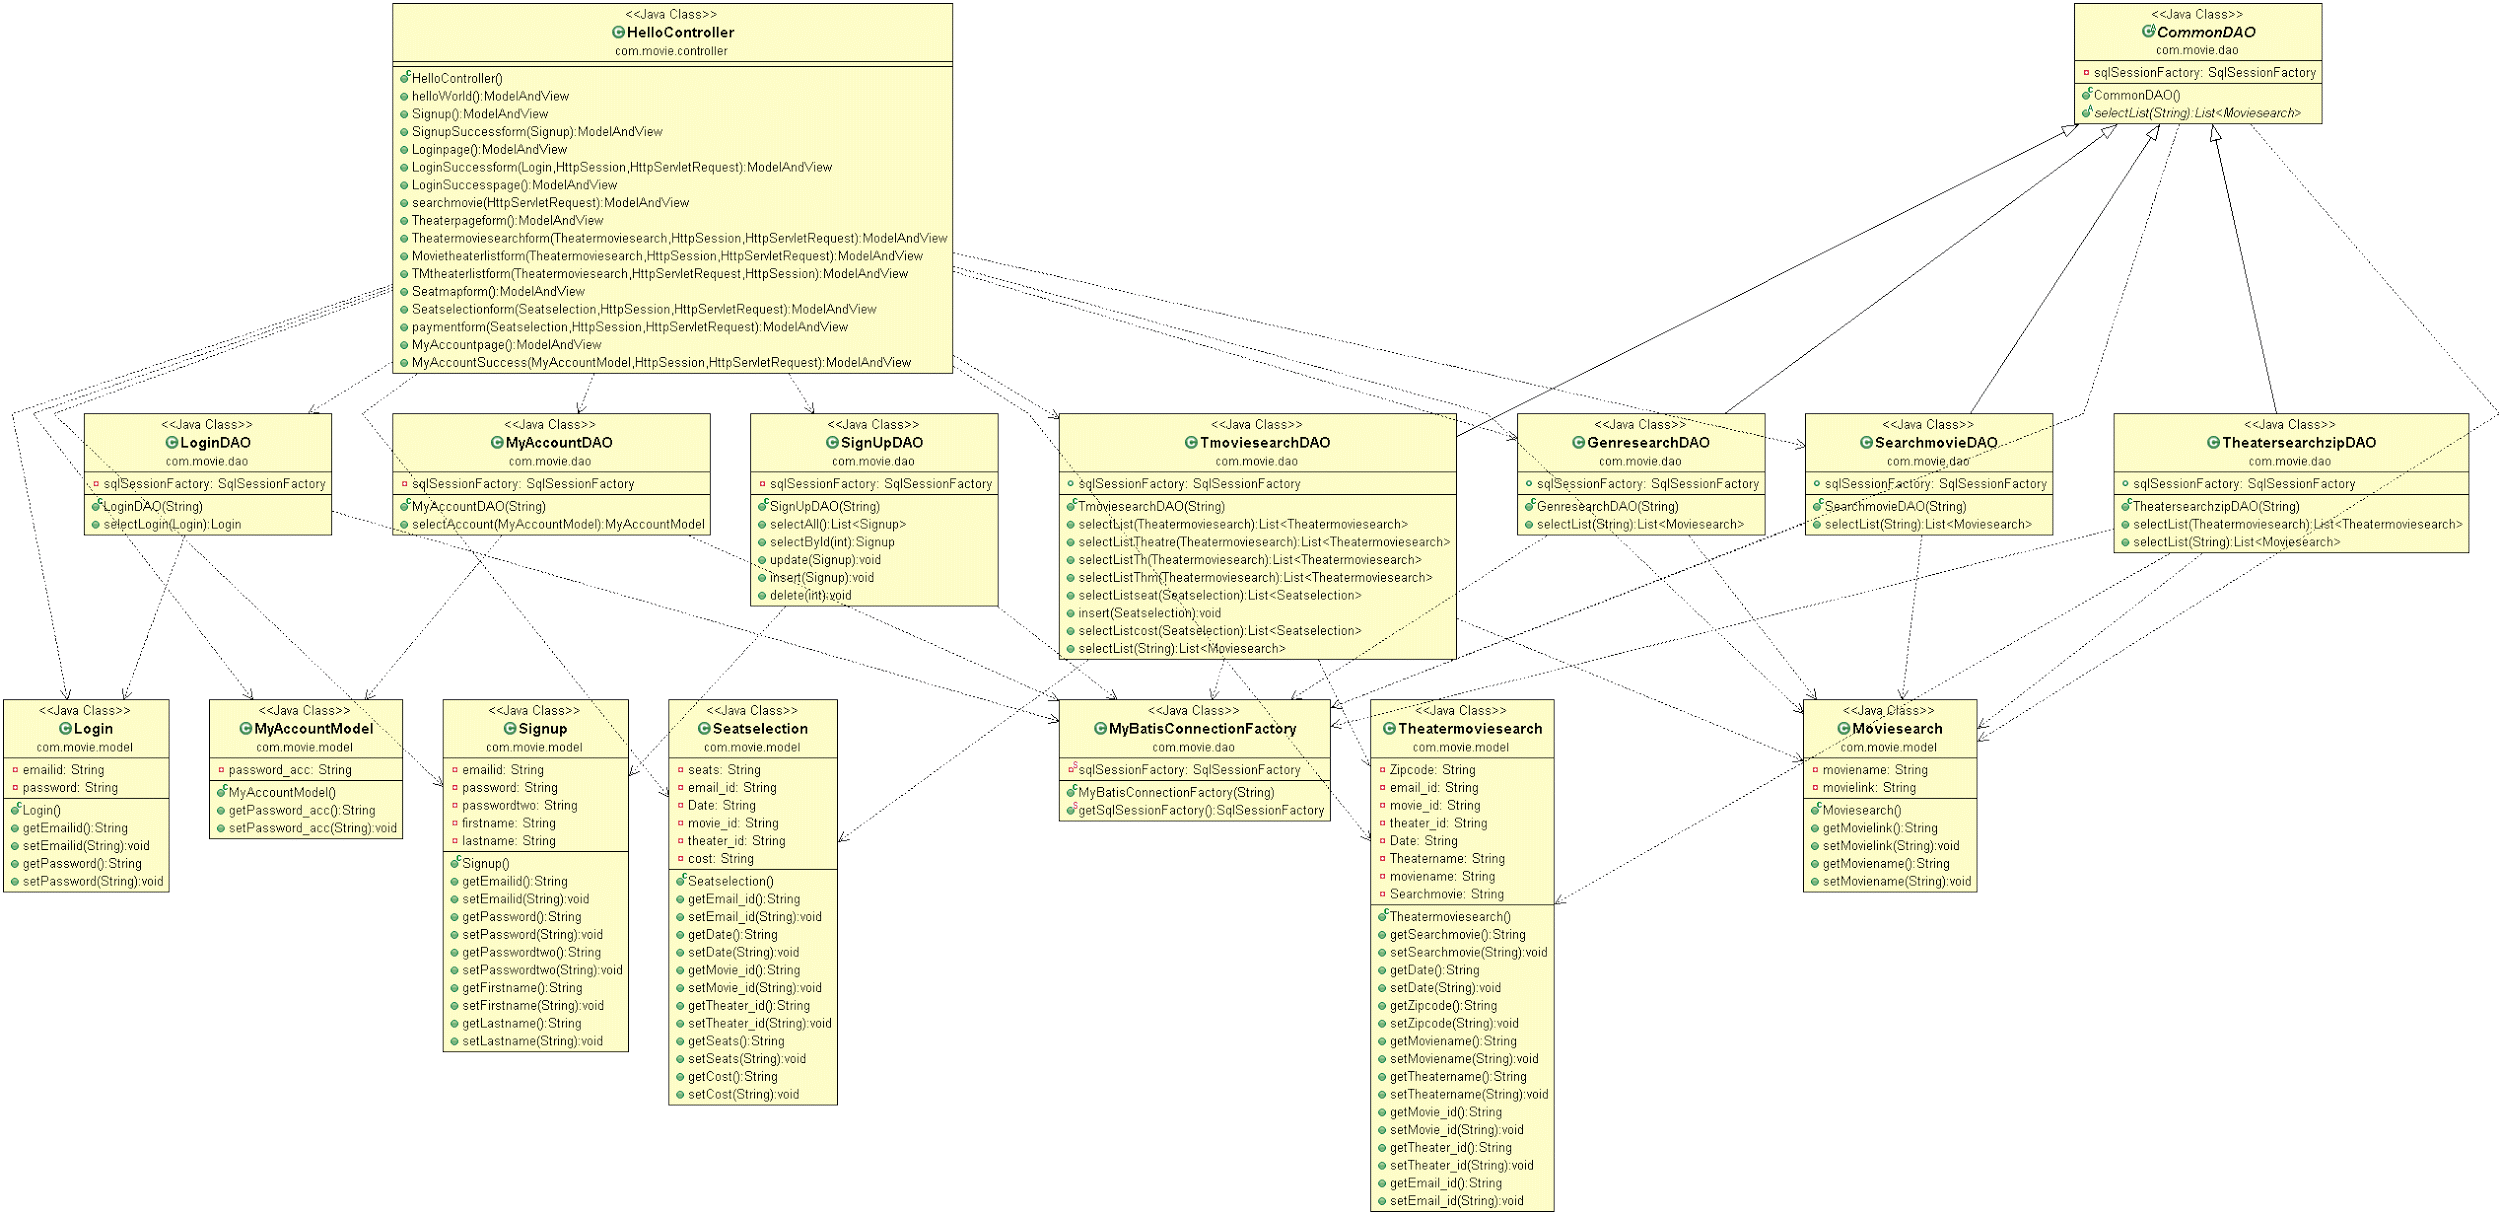 <<Java Class>>
HelloController
com.movie.controller
HelloController()
helloWorld():ModelAndView
Signup():ModelAndView
SignupSuccessform(Signup):ModelAndView
Loginpage():ModelAndView
LoginSuccessform(Login,HttpSession,HttpServletRequest):ModelAndView
LoginSuccesspage():ModelAndView
searchmovie(HttpServletRequest):ModelAndView
Theaterpageform():ModelAndView
Theatermoviesearchform(Theatermoviesearch,HttpSession,HttpServletRequest):ModelAndView
Movietheaterlistform(Theatermoviesearch,HttpSession,HttpServletRequest):ModelAndView
TMtheaterlistform(Theatermoviesearch,HttpServletRequest,HttpSession):ModelAndView
Seatmapform():ModelAndView
Seatselectionform(Seatselection,HttpSession,HttpServletRequest):ModelAndView
paymentform(Seatselection,HttpSession,HttpServletRequest):ModelAndView
MyAccountpage():ModelAndView
MyAccountSuccess(MyAccountModel,HttpSession,HttpServletRequest):ModelAndView
<<Java Class>>
CommonDAO
com.movie.dao
sqlSessionFactory: SqlSessionFactory
CommonDAO()
selectList(String):List<Moviesearch>
<<Java Class>>
LoginDAO
com.movie.dao
sqlSessionFactory: SqlSessionFactory
LoginDAO(String)
selectLogin(Login):Login
<<Java Class>>
MyAccountDAO
com.movie.dao
sqlSessionFactory: SqlSessionFactory
MyAccountDAO(String)
selectAccount(MyAccountModel):MyAccountModel
<<Java Class>>
SignUpDAO
com.movie.dao
sqlSessionFactory: SqlSessionFactory
SignUpDAO(String)
selectAll():List<Signup>
selectById(int):Signup
update(Signup):void
insert(Signup):void
delete(int):void
<<Java Class>>
TmoviesearchDAO
com.movie.dao
sqlSessionFactory: SqlSessionFactory
TmoviesearchDAO(String)
selectList(Theatermoviesearch):List<Theatermoviesearch>
selectListTheatre(Theatermoviesearch):List<Theatermoviesearch>
selectListTh(Theatermoviesearch):List<Theatermoviesearch>
selectListThm(Theatermoviesearch):List<Theatermoviesearch>
selectListseat(Seatselection):List<Seatselection>
insert(Seatselection):void
selectListcost(Seatselection):List<Seatselection>
selectList(String):List<Moviesearch>
<<Java Class>>
GenresearchDAO
com.movie.dao
sqlSessionFactory: SqlSessionFactory
GenresearchDAO(String)
selectList(String):List<Moviesearch>
<<Java Class>>
SearchmovieDAO
com.movie.dao
sqlSessionFactory: SqlSessionFactory
SearchmovieDAO(String)
selectList(String):List<Moviesearch>
<<Java Class>>
TheatersearchzipDAO
com.movie.dao
sqlSessionFactory: SqlSessionFactory
TheatersearchzipDAO(String)
selectList(Theatermoviesearch):List<Theatermoviesearch>
selectList(String):List<Moviesearch>
<<Java Class>>
Login
com.movie.model
emailid: String
password: String
Login()
getEmailid():String
setEmailid(String):void
getPassword():String
setPassword(String):void
<<Java Class>>
MyAccountModel
com.movie.model
password_acc: String
MyAccountModel()
getPassword_acc():String
setPassword_acc(String):void
<<Java Class>>
Signup
com.movie.model
emailid: String
password: String
passwordtwo: String
firstname: String
lastname: String
Signup()
getEmailid():String
setEmailid(String):void
getPassword():String
setPassword(String):void
getPasswordtwo():String
setPasswordtwo(String):void
getFirstname():String
setFirstname(String):void
getLastname():String
setLastname(String):void
<<Java Class>>
Seatselection
com.movie.model
seats: String
email_id: String
Date: String
movie_id: String
theater_id: String
cost: String
Seatselection()
getEmail_id():String
setEmail_id(String):void
getDate():String
setDate(String):void
getMovie_id():String
setMovie_id(String):void
getTheater_id():String
setTheater_id(String):void
getSeats():String
setSeats(String):void
getCost():String
setCost(String):void
<<Java Class>>
MyBatisConnectionFactory
com.movie.dao
sqlSessionFactory: SqlSessionFactory
MyBatisConnectionFactory(String)
getSqlSessionFactory():SqlSessionFactory
<<Java Class>>
Theatermoviesearch
com.movie.model
Zipcode: String
email_id: String
movie_id: String
theater_id: String
Date: String
Theatername: String
moviename: String
Searchmovie: String
Theatermoviesearch()
getSearchmovie():String
setSearchmovie(String):void
getDate():String
setDate(String):void
getZipcode():String
setZipcode(String):void
getMoviename():String
setMoviename(String):void
getTheatername():String
setTheatername(String):void
getMovie_id():String
setMovie_id(String):void
getTheater_id():String
setTheater_id(String):void
getEmail_id():String
setEmail_id(String):void
<<Java Class>>
Moviesearch
com.movie.model
moviename: String
movielink: String
Moviesearch()
getMovielink():String
setMovielink(String):void
getMoviename():String
setMoviename(String):void